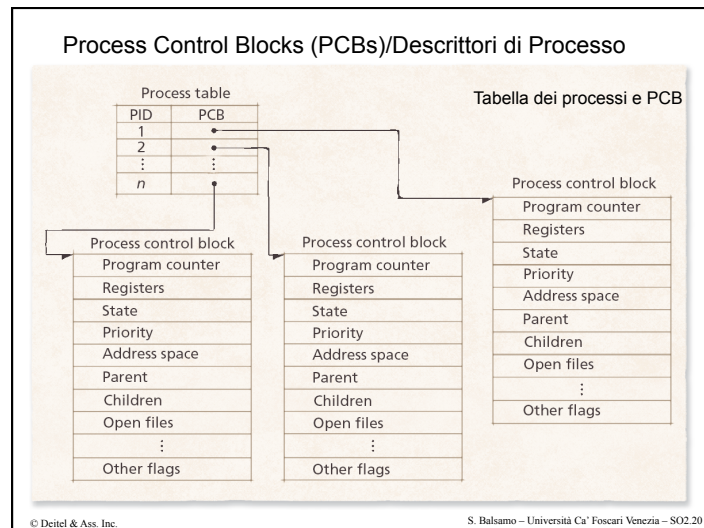 Process Control Blocks (PCBs)/Descrittori di Processo
Tabella dei processi e PCB
Process table
PID PCB
1
2
⋮ ⋮
n
Process control block
Program counter
Registers
State
Priority
Address space
Parent
Children
Open files
⋮
Other flags
Process control block
Program counter
Registers
State
Priority
Address space
Parent
Children
Open files
⋮
Other flags
Process control block
Program counter
Registers
State
Priority
Address space
Parent
Children
Open files
⋮
Other flags
© Deitel & Ass. Inc.
S. Balsamo – Università Ca' Foscari Venezia – SO2.20